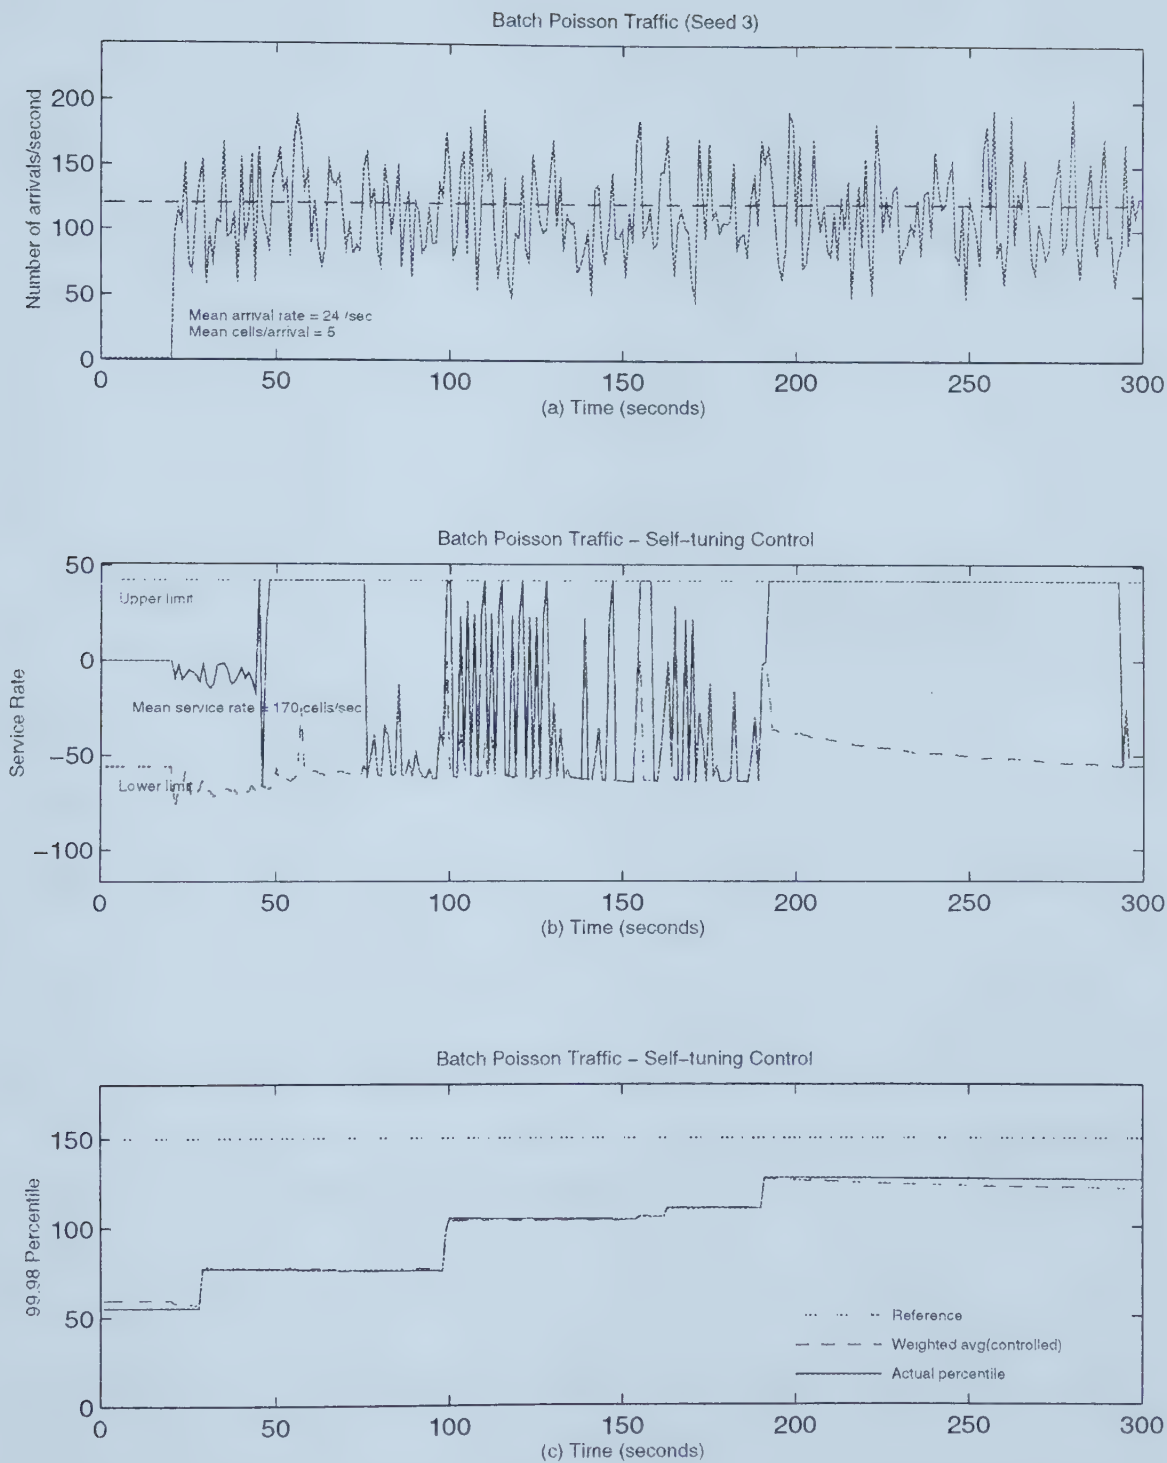 Batch Poisson Traffic (Seed 3)
Number of arrivals/second
200
150
100
50
0
Mean arrival rate = 24 /sec
Mean cells/arrival = 5
0 50 100 150 200 250 300
(a) Time (seconds)
Batch Poisson Traffic – Self–tuning Control
Service Rate
50
0
−50
−100
Upper limit
Mean service rate = 170 cells/sec
Lower limit
0 50 100 150 200 250 300
(b) Time (seconds)
Batch Poisson Traffic – Self–tuning Control
99.98 Percentile
150
100
50
0
Reference
Weighted avg(controlled)
Actual percentile
0 50 100 150 200 250 300
(c) Time (seconds)